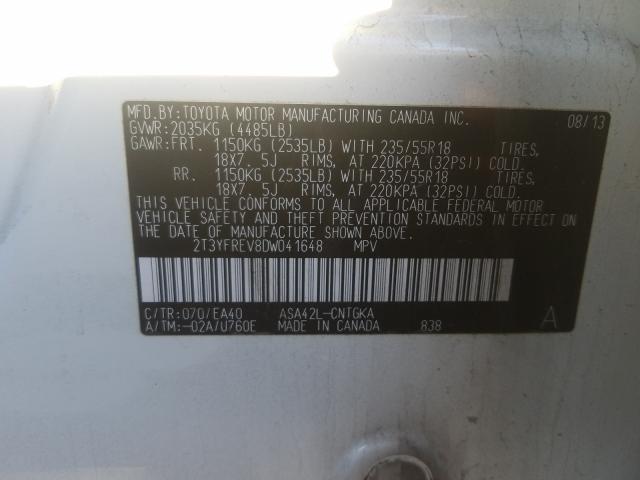 MFD.BY:TOYOTA MOTOR MANUFACTURING CANADA INC. 08/13
GVWR:2035KG (4485LB)
GAWR:FRT. 1150KG (2535LB) WITH 235/55R18 TIRES,
18X7.5J RIMS, AT 220KPA (32PSI) COLD.
RR. 1150KG (2535LB) WITH 235/55R18 TIRES,
18X7.5J RIMS, AT 220KPA (32PSI) COLD.
THIS VEHICLE CONFORMS TO ALL APPLICABLE FEDERAL MOTOR
VEHICLE SAFETY AND THEFT PREVENTION STANDARDS IN EFFECT ON
THE DATE OF MANUFACTURE SHOWN ABOVE.
2T3YFREV8DW041648 MPV
C/TR:070/EA40 ASA42L-CNTGKA
A/TM:-02A/U760E MADE IN CANADA 838 A